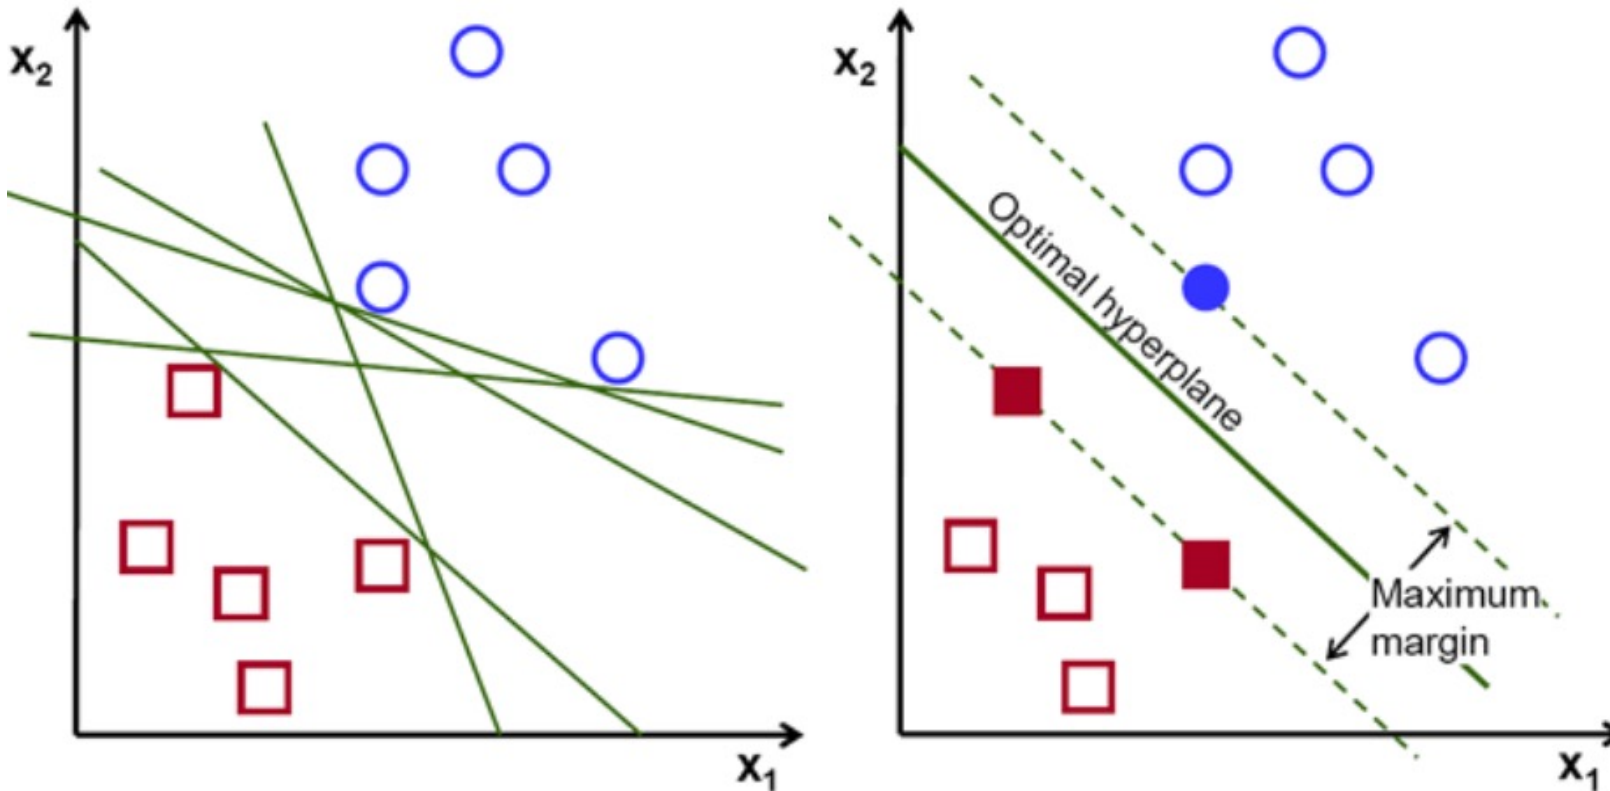 x₂
x₁
x₂
Optimal hyperplane
Maximum
margin
x₁